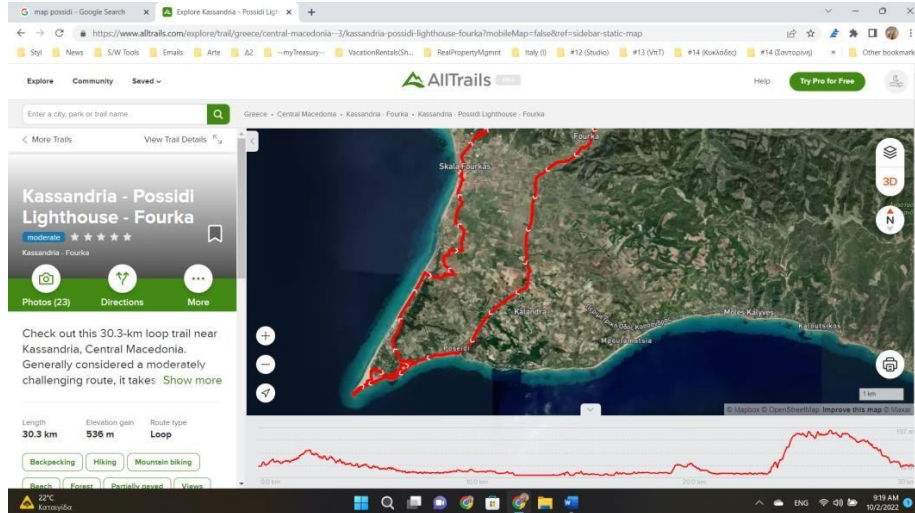 map possidi - Google Search
Explore Kassandria - Possidi Ligh
https://www.alltrails.com/explore/trail/greece/central-macedonia--3/kassandria-possidi-lighthouse-fourka?mobileMap=false&ref=sidebar-static-map
Styl News S/W Tools Emails Arte Δ2 ---myTreasury-- VacationRentals(Sh... RealPropertyMgmnt Italy (I) #12 (Studio) #13 (VπT) #14 (Κυκλάδες) Other bookmark
Explore Community Saved AllTrails Help Try Pro for Free
Enter a city, park or trail name
Greece Central Macedonia Kassandria - Fourka Kassandria - Possidi Lighthouse - Fourka
More Trails View Trail Details
Kassandria - Possidi
Lighthouse - Fourka
moderate
Kassandria - Fourka
Photos (23) Directions More
Check out this 30.3-km loop trail near
Kassandria, Central Macedonia.
Generally considered a moderately
challenging route, it takes Show more
Length Elevation gain Route type
30.3 km 536 m Loop
Backpacking Hiking Mountain biking
Beach Forest Partially paved Views
Fourka
Skala Fourkas
3D
N
Kalandra
Moles Kalyves
Kaloutsikos
Poseidi
1 km
© Mapbox © OpenStreetMap Improve this map © Maxar
197 m
0.0 km 10.0 km 20.0 km 30
22°C
Καταιγίδα
ENG
9:19 AM
10/2/2022